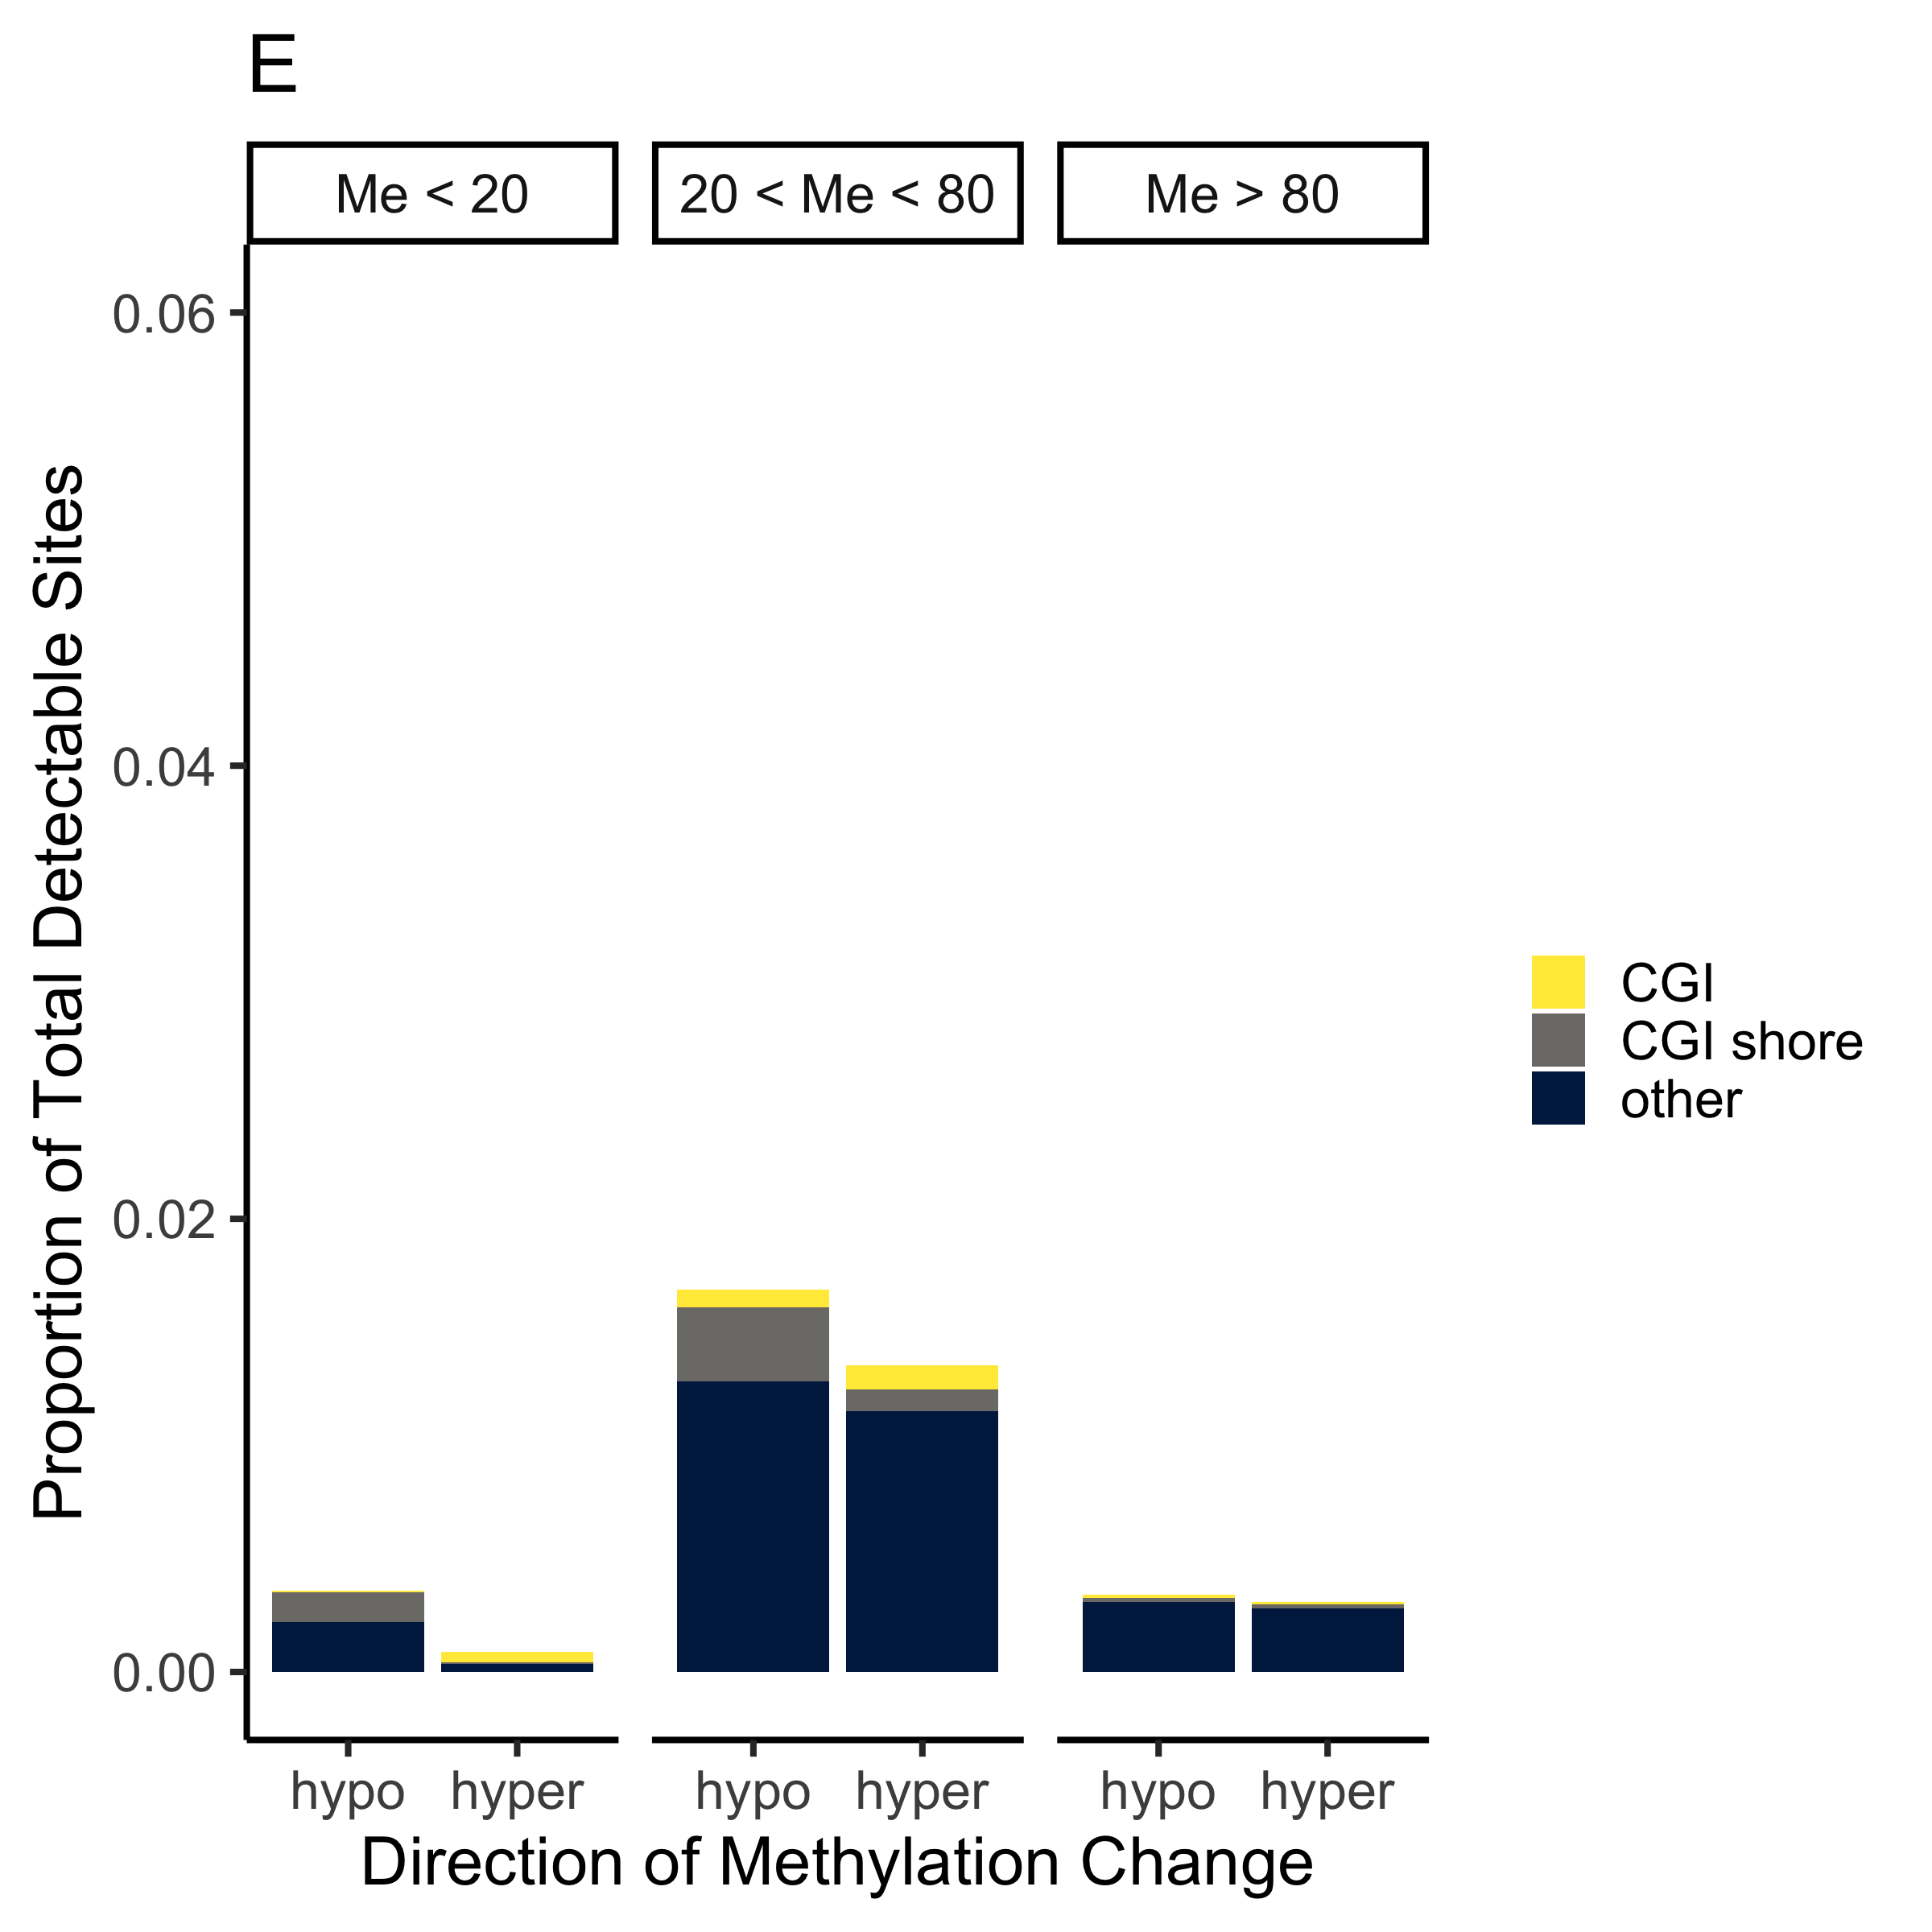 E
Me < 20
20 < Me < 80
Me > 80
Proportion of Total Detectable Sites
0.06
0.04
0.02
0.00
CGI
CGI shore
other
hypo hyper hypo hyper hypo hyper
Direction of Methylation Change